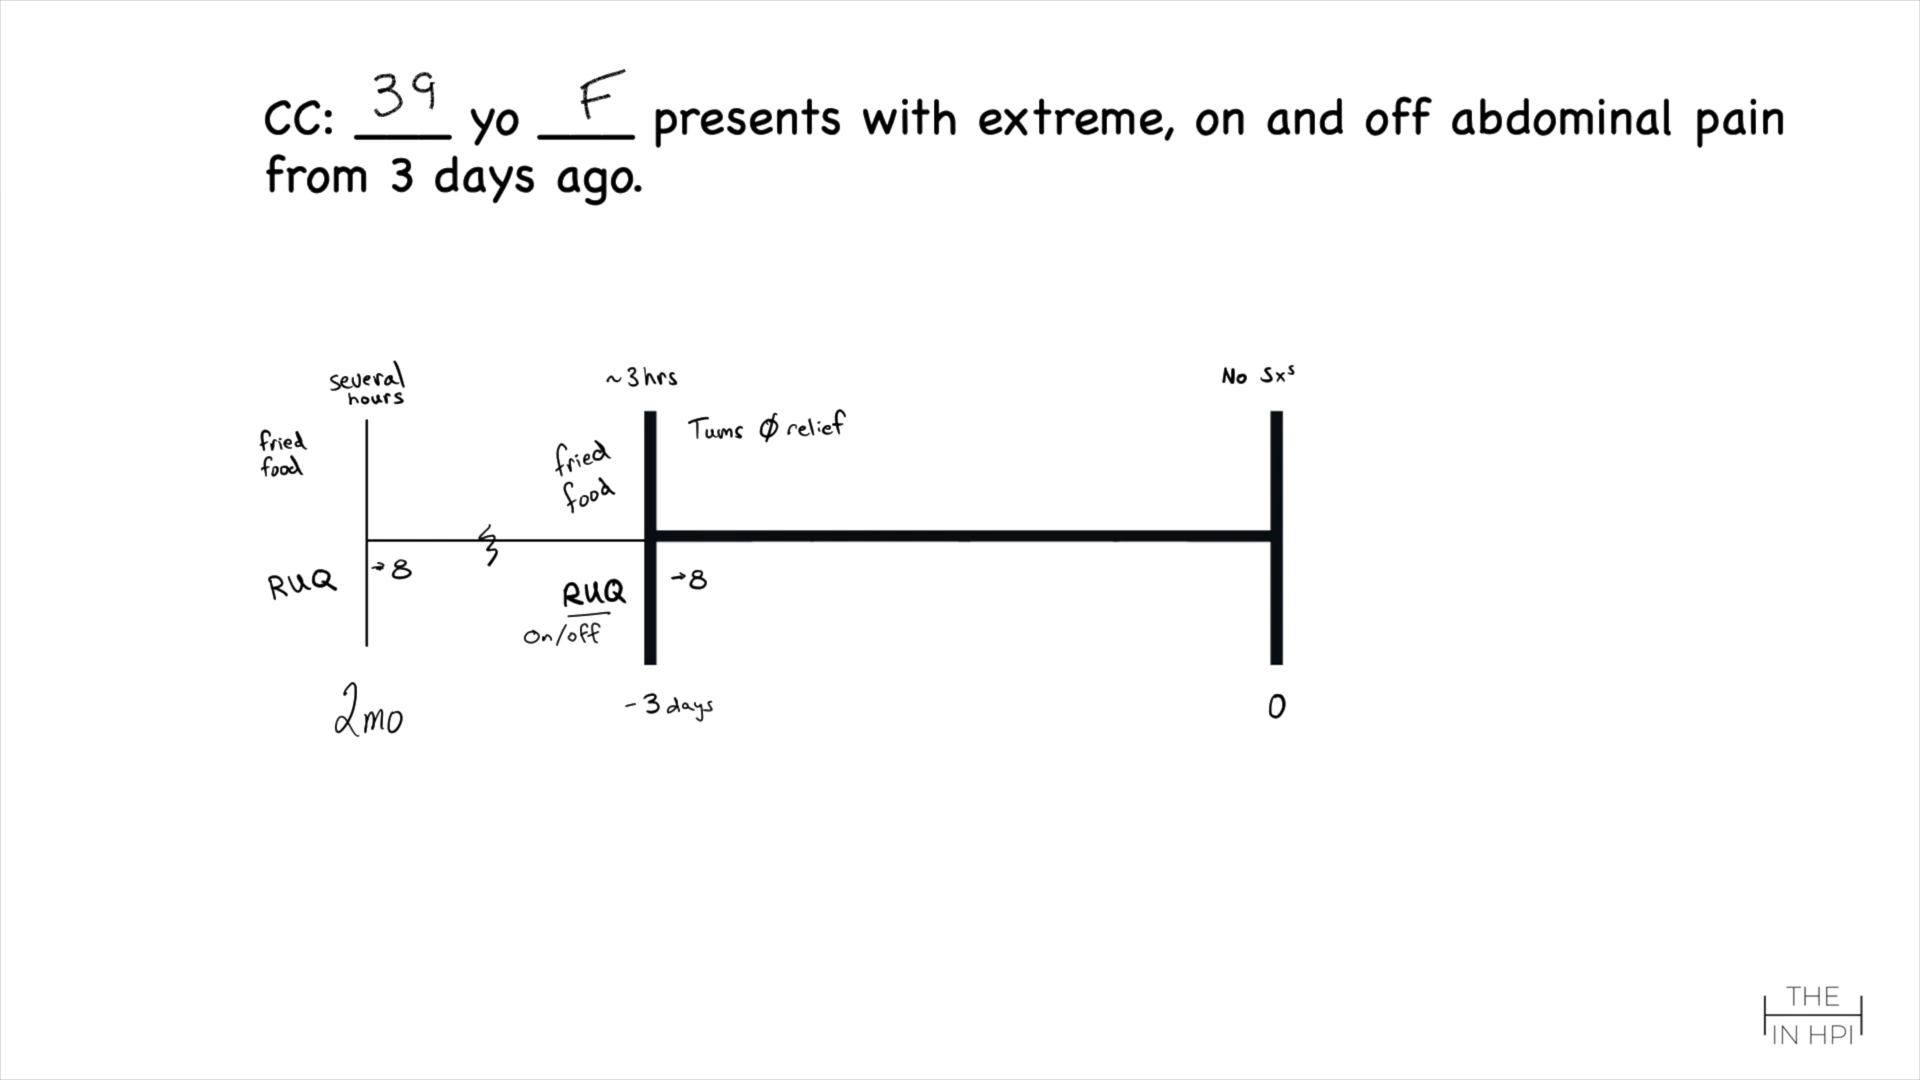 CC: 39 yo F presents with extreme, on and off abdominal pain
from 3 days ago.
several
hours
~3hrs
No Sxs
fried
food
fried
food
Tums Ø relief
RUQ
→8
RUQ
on/off
→8
2mo
-3 days
0
THE
IN HPI